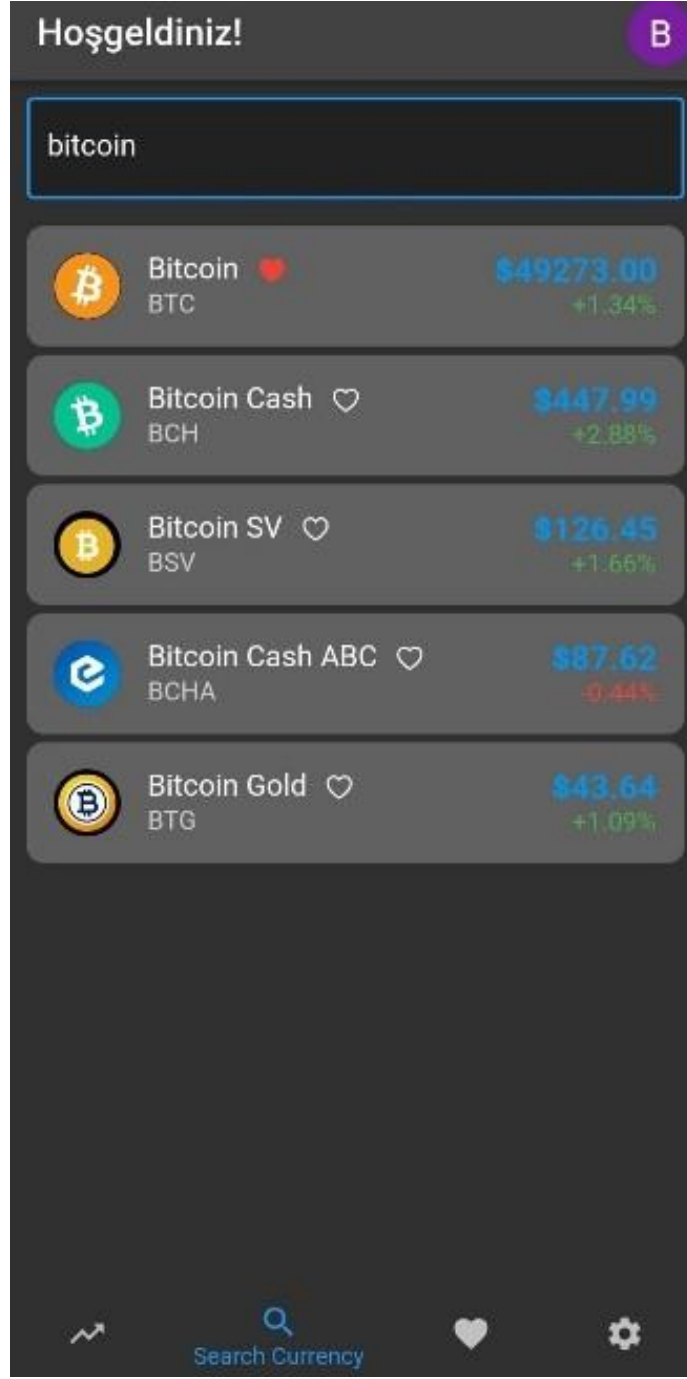 Hoşgeldiniz!
B
bitcoin
Bitcoin
$49273.00
BTC
+1.34%
Bitcoin Cash
$447.99
BCH
+2.88%
Bitcoin SV
$126.45
BSV
+1.66%
Bitcoin Cash ABC
$87.62
BCHA
-0.44%
Bitcoin Gold
$43.64
BTG
+1.09%
Search Currency